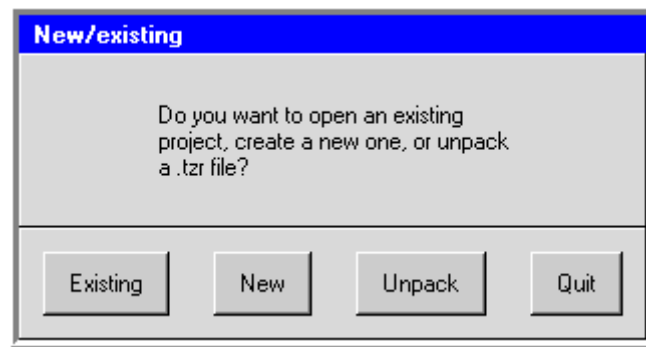 New/existing
Do you want to open an existing
project, create a new one, or unpack
a .tzr file?
Existing New Unpack Quit